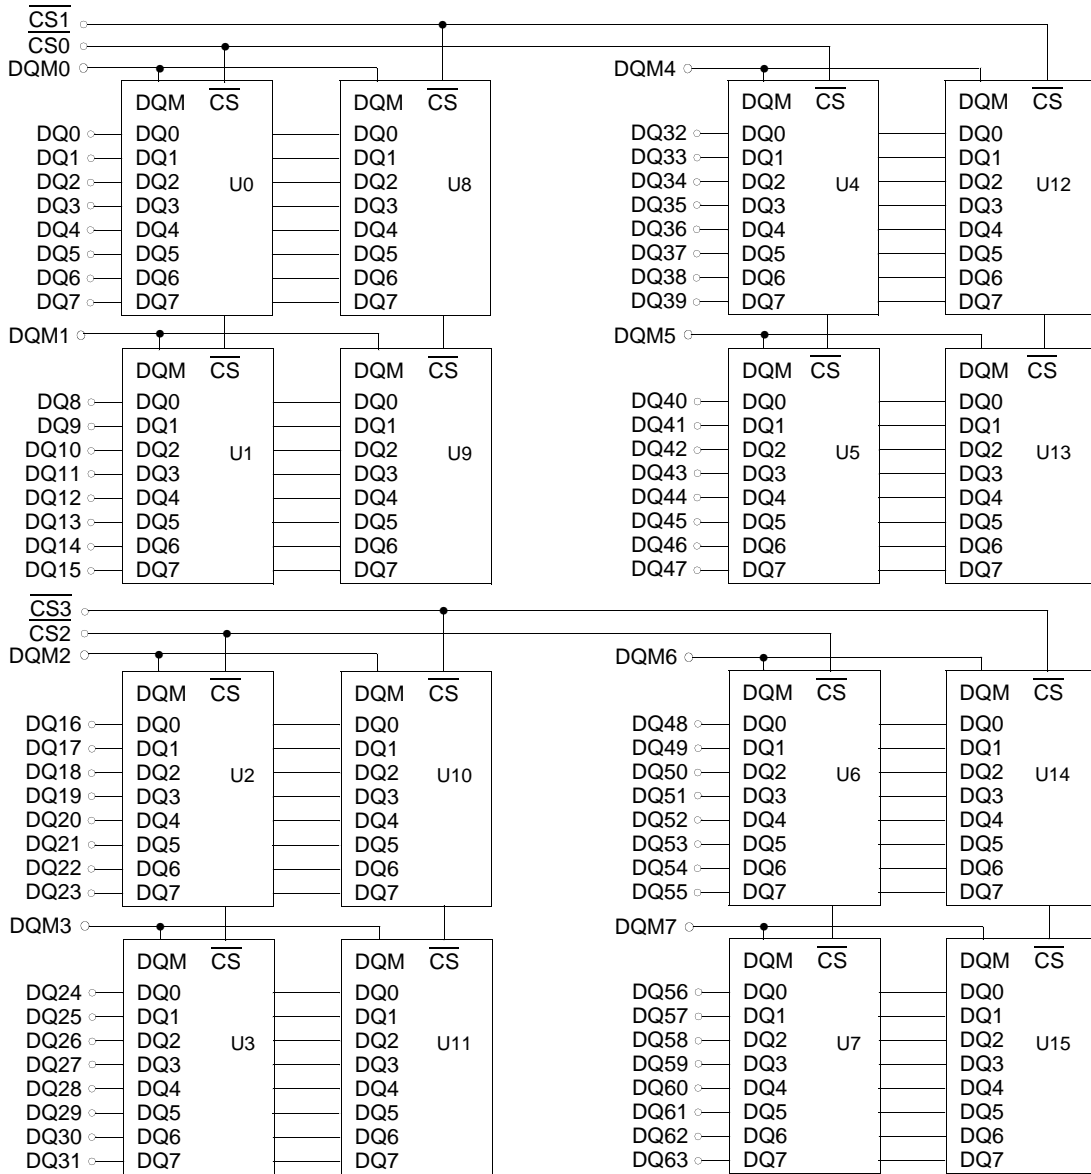 CS1
CS0
DQM0 DQM4
DQM CS DQM CS DQM CS DQM CS
DQ0 DQ0 DQ0 DQ32 DQ0 DQ0
DQ1 DQ1 DQ1 DQ33 DQ1 DQ1
DQ2 DQ2 U0 DQ2 U8 DQ34 DQ2 U4 DQ2 U12
DQ3 DQ3 DQ3 DQ35 DQ3 DQ3
DQ4 DQ4 DQ4 DQ36 DQ4 DQ4
DQ5 DQ5 DQ5 DQ37 DQ5 DQ5
DQ6 DQ6 DQ6 DQ38 DQ6 DQ6
DQ7 DQ7 DQ7 DQ39 DQ7 DQ7
DQM1 DQM5
DQM CS DQM CS DQM CS DQM CS
DQ8 DQ0 DQ0 DQ40 DQ0 DQ0
DQ9 DQ1 DQ1 DQ41 DQ1 DQ1
DQ10 DQ2 U1 DQ2 U9 DQ42 DQ2 U5 DQ2 U13
DQ11 DQ3 DQ3 DQ43 DQ3 DQ3
DQ12 DQ4 DQ4 DQ44 DQ4 DQ4
DQ13 DQ5 DQ5 DQ45 DQ5 DQ5
DQ14 DQ6 DQ6 DQ46 DQ6 DQ6
DQ15 DQ7 DQ7 DQ47 DQ7 DQ7
CS3
CS2
DQM2 DQM6
DQM CS DQM CS DQM CS DQM CS
DQ16 DQ0 DQ0 DQ48 DQ0 DQ0
DQ17 DQ1 DQ1 DQ49 DQ1 DQ1
DQ18 DQ2 U2 DQ2 U10 DQ50 DQ2 U6 DQ2 U14
DQ19 DQ3 DQ3 DQ51 DQ3 DQ3
DQ20 DQ4 DQ4 DQ52 DQ4 DQ4
DQ21 DQ5 DQ5 DQ53 DQ5 DQ5
DQ22 DQ6 DQ6 DQ54 DQ6 DQ6
DQ23 DQ7 DQ7 DQ55 DQ7 DQ7
DQM3 DQM7
DQM CS DQM CS DQM CS DQM CS
DQ24 DQ0 DQ0 DQ56 DQ0 DQ0
DQ25 DQ1 DQ1 DQ57 DQ1 DQ1
DQ26 DQ2 U3 DQ2 U11 DQ58 DQ2 U7 DQ2 U15
DQ27 DQ3 DQ3 DQ59 DQ3 DQ3
DQ28 DQ4 DQ4 DQ60 DQ4 DQ4
DQ29 DQ5 DQ5 DQ61 DQ5 DQ5
DQ30 DQ6 DQ6 DQ62 DQ6 DQ6
DQ31 DQ7 DQ7 DQ63 DQ7 DQ7